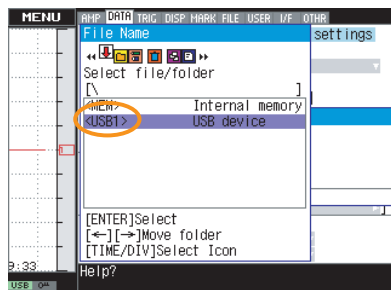 MENU AMP DATA TRIG DISP MARK FILE USER I/F OTHR
File Name
settings
Select file/folder
[\ ]
<MEM> Internal memory
<USB1> USB device
[ENTER]Select
[←][→]Move folder
[TIME/DIV]Select Icon
9:33
Help?
USB